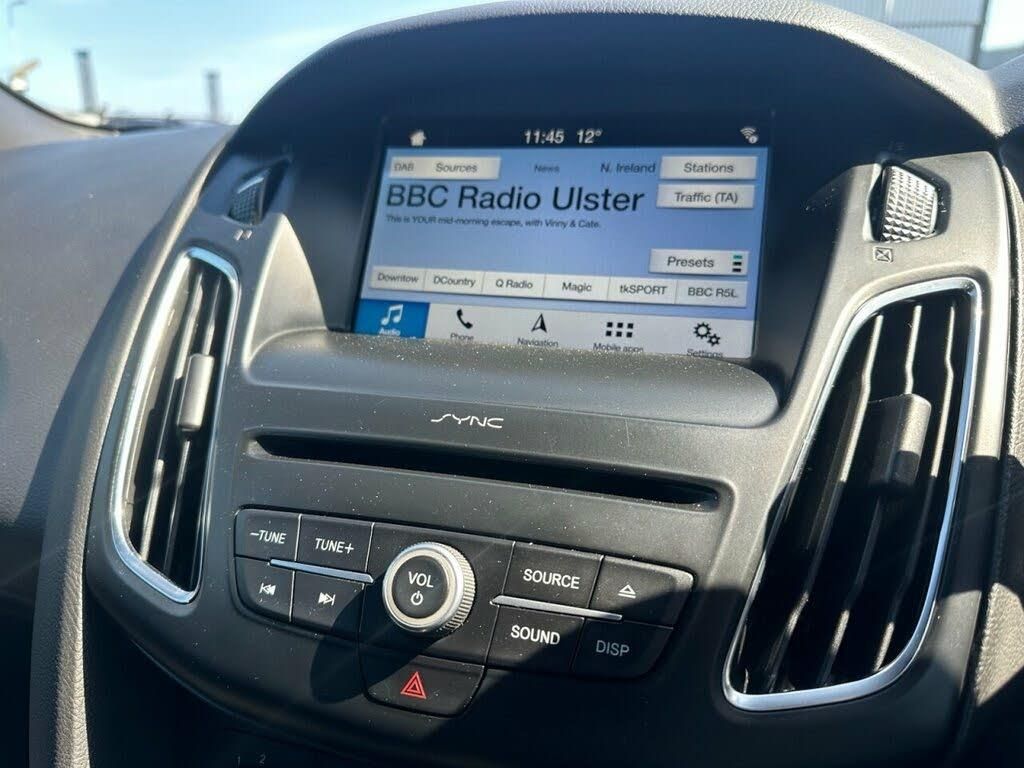 11:45 12°
DAB Sources News N. Ireland Stations
BBC Radio Ulster Traffic (TA)
This is YOUR mid-morning escape, with Vinny & Cate.
Presets
Downtow DCountry Q Radio Magic tkSPORT BBC R5L
Audio Phone Navigation Mobile apps Settings
SYNC
–TUNE TUNE+ VOL SOURCE
SOUND DISP
1 2